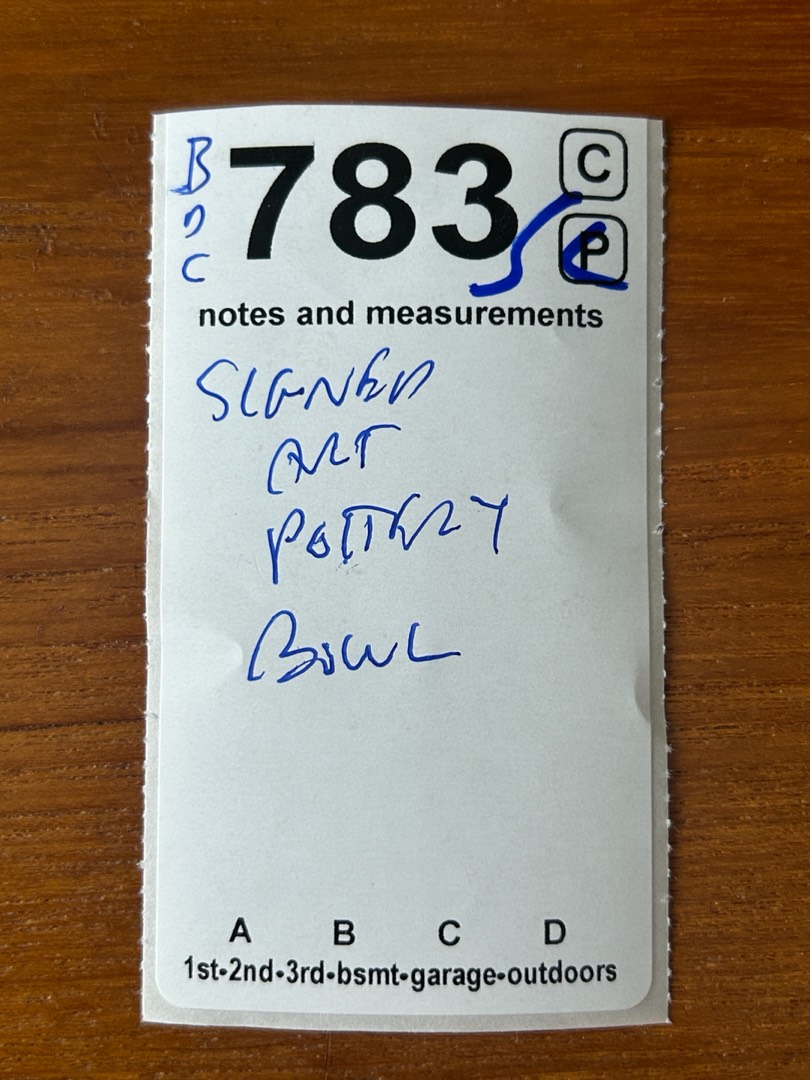 B 783 C
C P
notes and measurements
SIGNED
ART
POTTERY
BOWL
A B C D
1st•2nd•3rd•bsmt•garage•outdoors